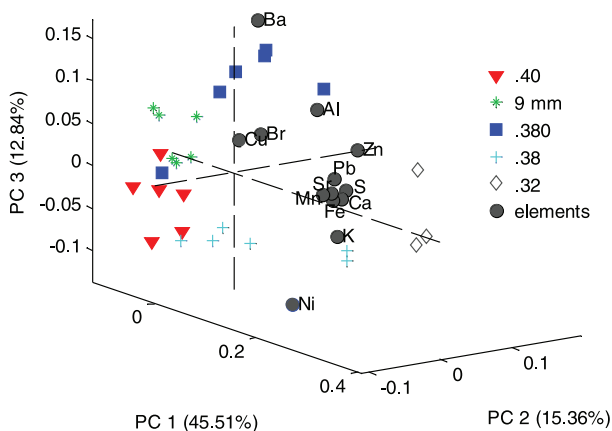 0.15
0.1
0.05
0
-0.05
-0.1
PC 3 (12.84%)
Ba
Al
Br
Cu
Zn
Pb
Sr
S
Mn
Ca
Fe
K
Ni
.40
9 mm
.380
.38
.32
elements
0
0.2
0.4
-0.1
0
0.1
PC 1 (45.51%)
PC 2 (15.36%)